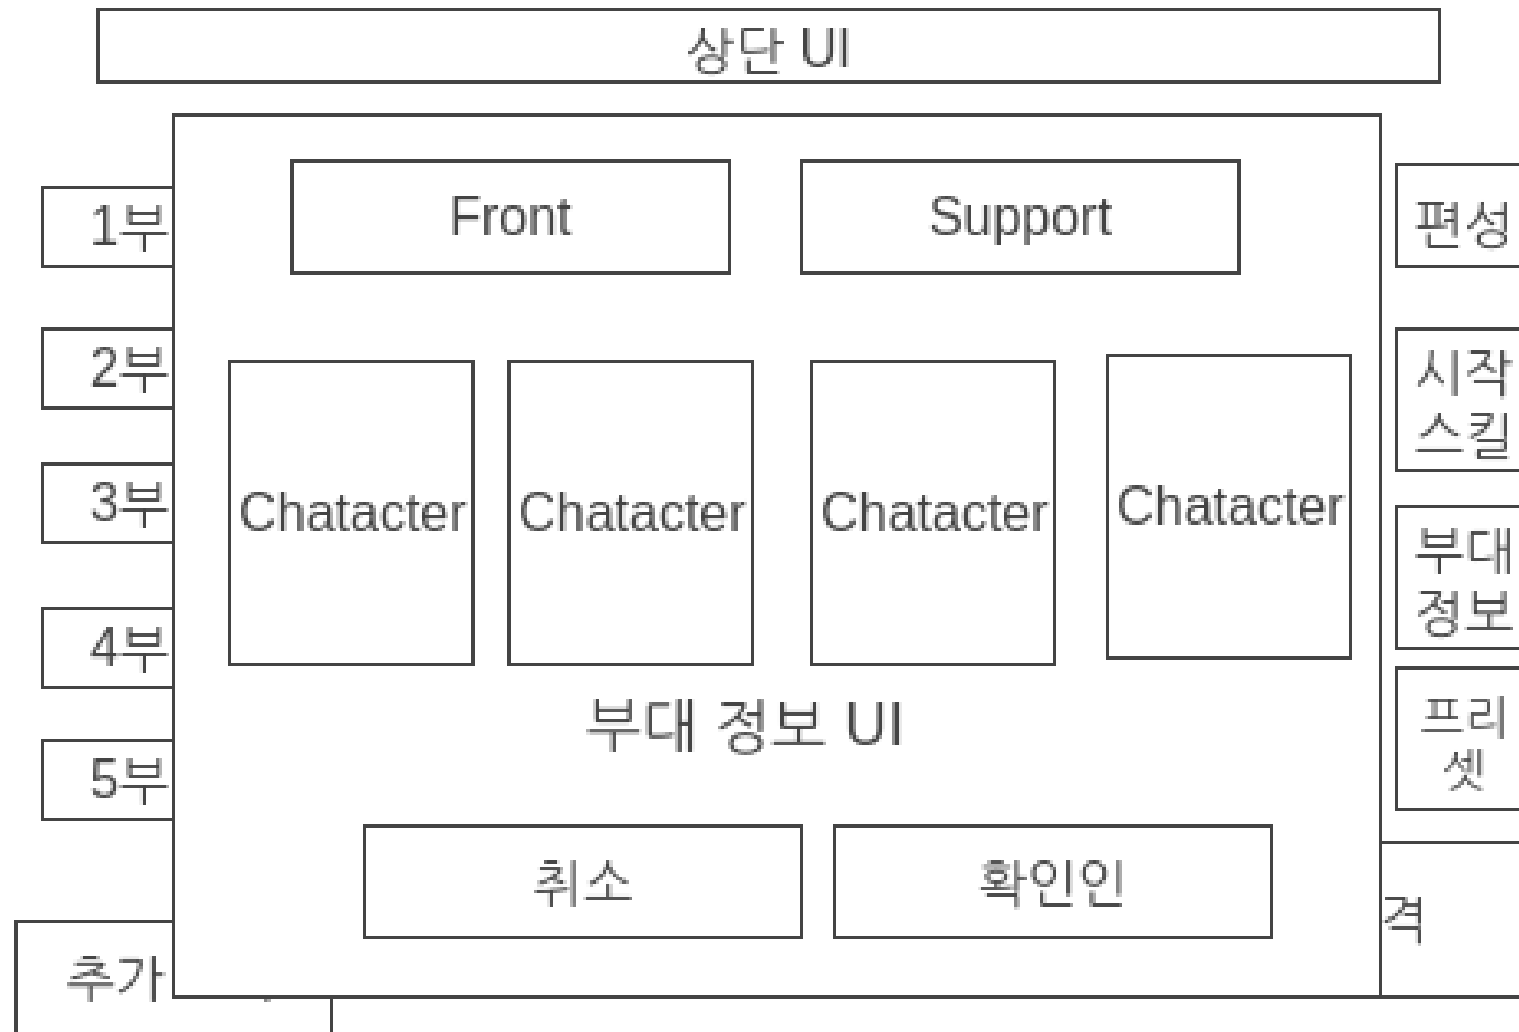 상단 UI
Front
Support
1부
2부
3부
4부
5부
추가
Chatacter
Chatacter
Chatacter
Chatacter
부대 정보 UI
취소
확인인
편성
시작
스킬
부대
정보
프리
셋
격